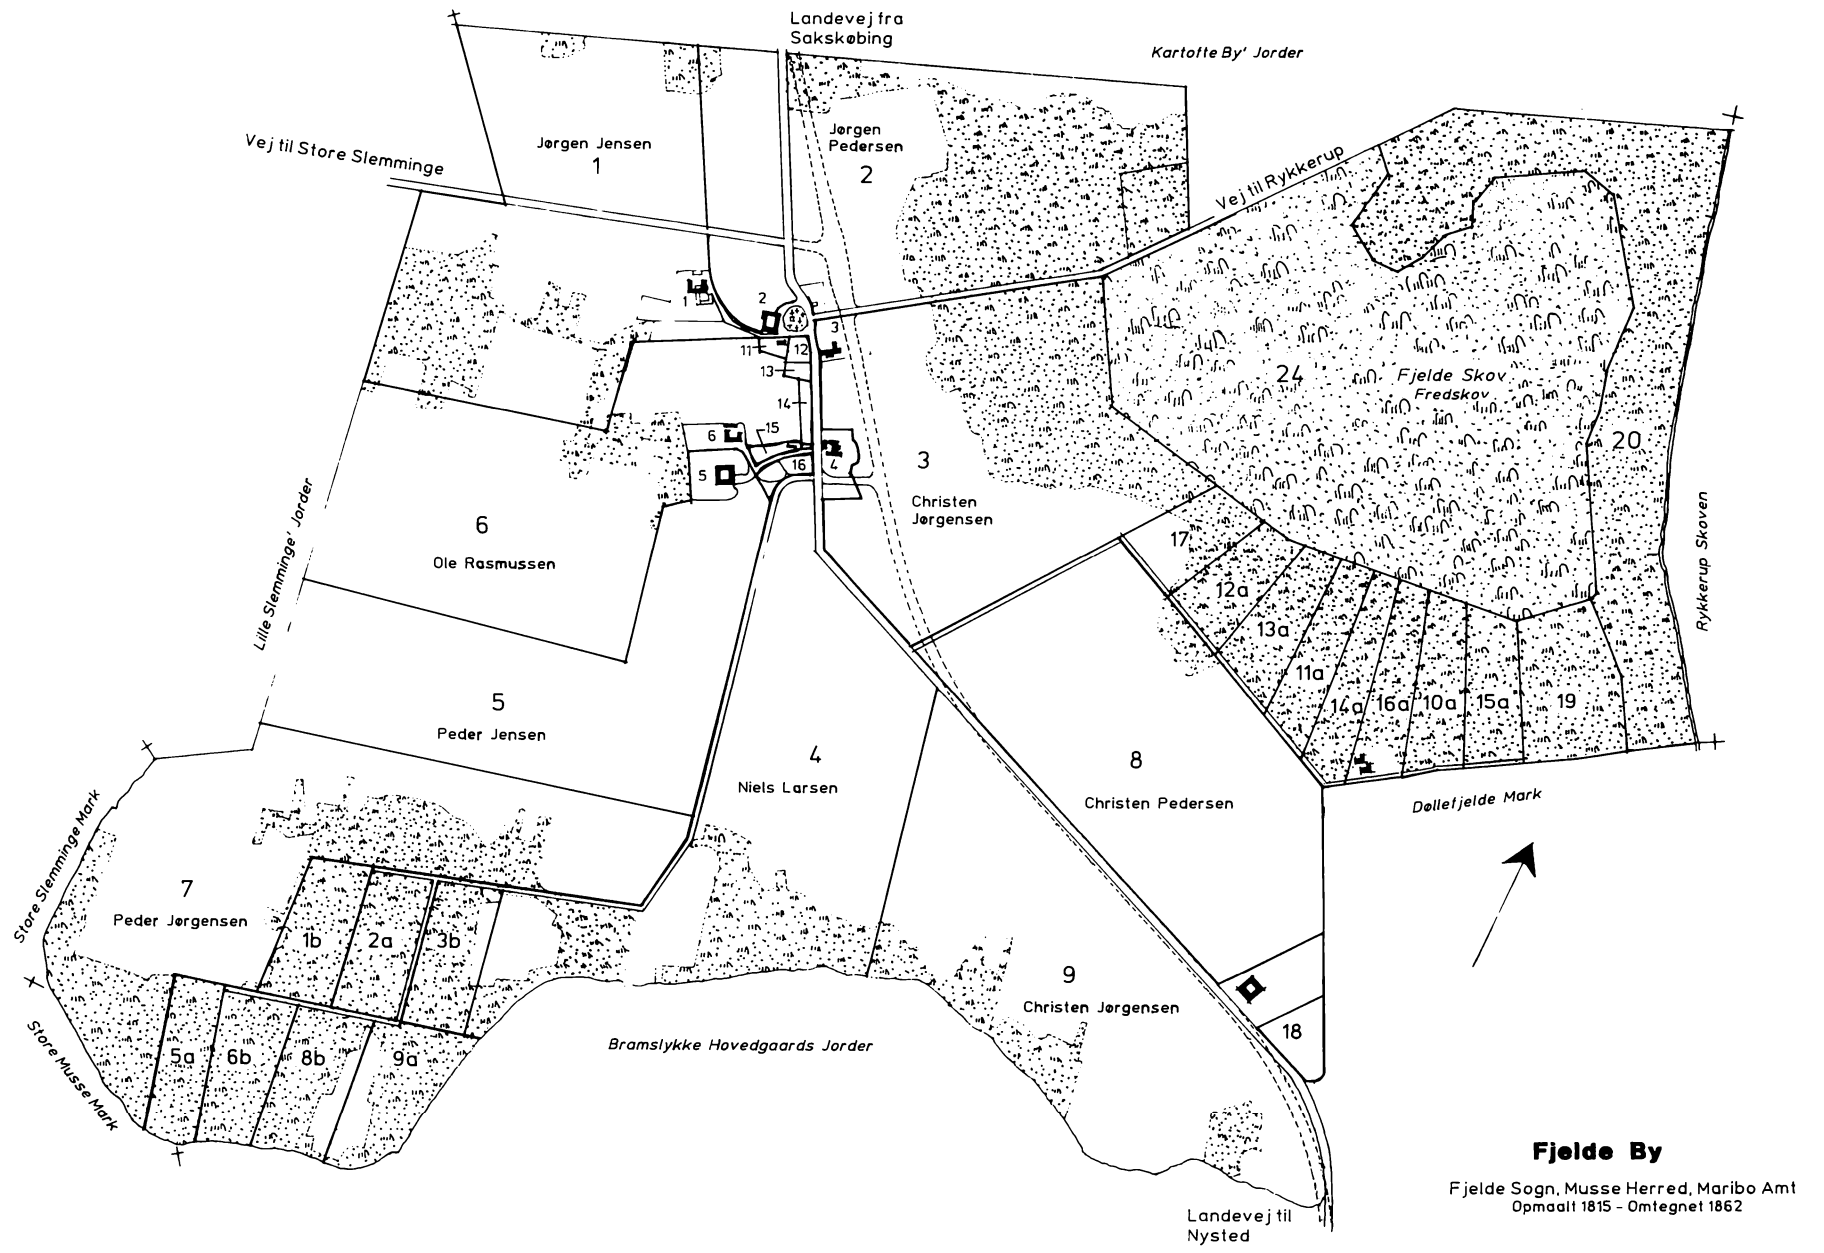 Landevej fra
Sakskøbing
Kartofte By' Jorder
Vej til Store Slemminge
Jørgen Jensen
1
Jørgen
Pedersen
2
Vej til Rykkerup
1
2
3
11
12
13
14
15
6
5
16
4
24
Fjelde Skov
Fredskov
20
3
Christen
Jørgensen
Rykkerup Skoven
Lille Slemminge' Jorder
6
Ole Rasmussen
17
12a
13a
11a
14a
16a
10a
15a
19
5
Peder Jensen
4
Niels Larsen
8
Christen Pedersen
Døllefjelde Mark
Store Slemminge Mark
7
Peder Jørgensen
1b
2a
3b
9
Christen Jørgensen
18
Store Musse Mark
5a
6b
8b
9a
Bramslykke Hovedgaards Jorder
Landevej til
Nysted
Fjelde By
Fjelde Sogn, Musse Herred, Maribo Amt
Opmaalt 1815 - Omtegnet 1862